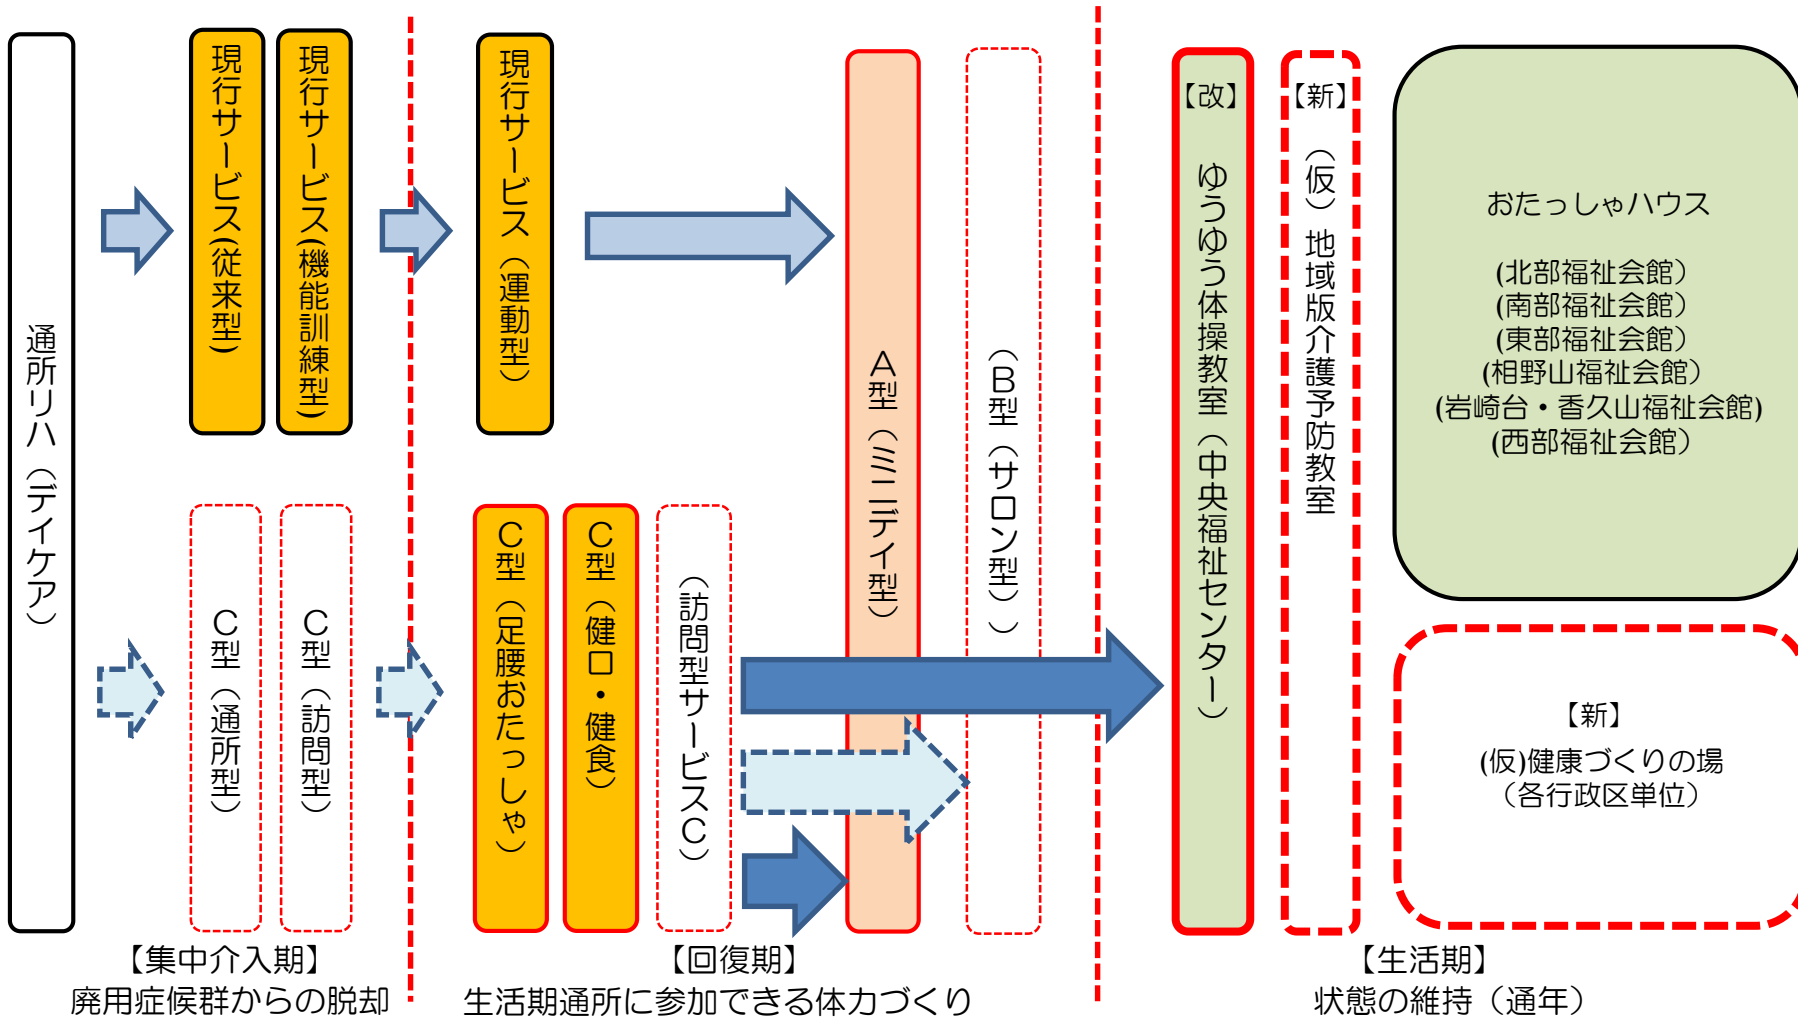 通所リハ（デイケア）
現行サービス(従来型)
現行サービス(機能訓練型)
C型（通所型）
C型（訪問型）
【集中介入期】
廃用症候群からの脱却
現行サービス（運動型）
C型（足腰おたっしゃ）
C型（健口・健食）
（訪問型サービスC）
A型（ミニデイ型）
（B型（サロン型））
【回復期】
生活期通所に参加できる体力づくり
【改】
ゆうゆう体操教室（中央福祉センター）
【新】
（仮）地域版介護予防教室
おたっしゃハウス
(北部福祉会館）
(南部福祉会館）
(東部福祉会館）
(相野山福祉会館）
(岩崎台・香久山福祉会館)
(西部福祉会館）
【新】
(仮)健康づくりの場
（各行政区単位）
【生活期】
状態の維持（通年）